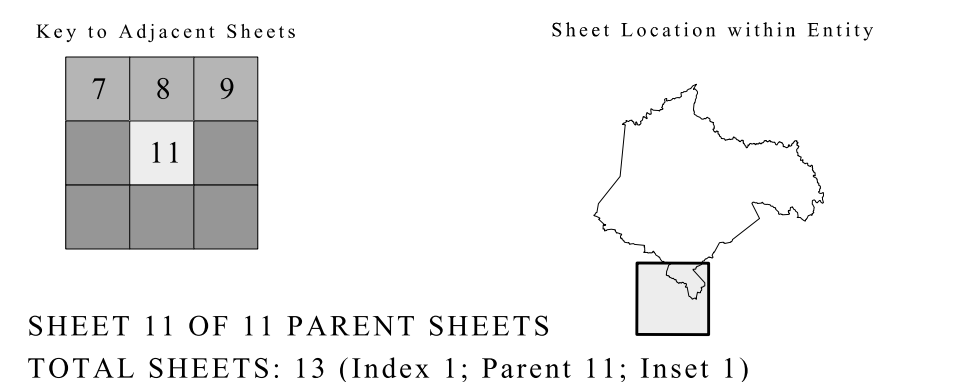 Key to Adjacent Sheets
Sheet Location within Entity
7 8 9
11
SHEET 11 OF 11 PARENT SHEETS
TOTAL SHEETS: 13 (Index 1; Parent 11; Inset 1)